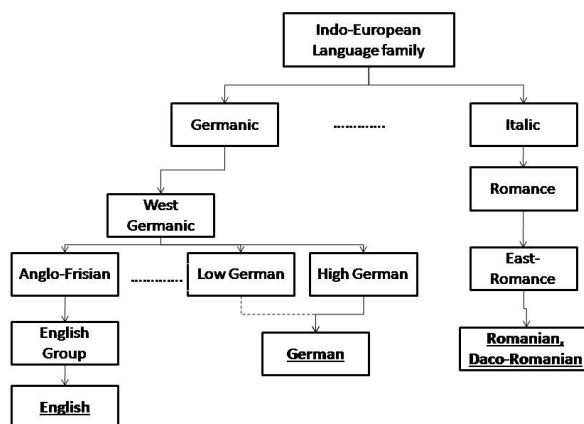 Indo-European
Language family
Germanic
.............
Italic
Romance
West
Germanic
East-
Romance
Anglo-Frisian
............
Low German
High German
English
Group
German
Romanian,
Daco-Romanian
English